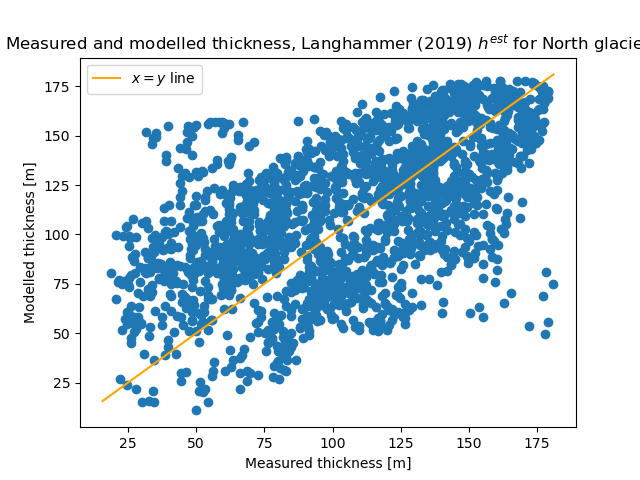 Measured and modelled thickness, Langhammer (2019) h^est for North glacie
x = y line
Modelled thickness [m]
175
150
125
100
75
50
25
25 50 75 100 125 150 175
Measured thickness [m]